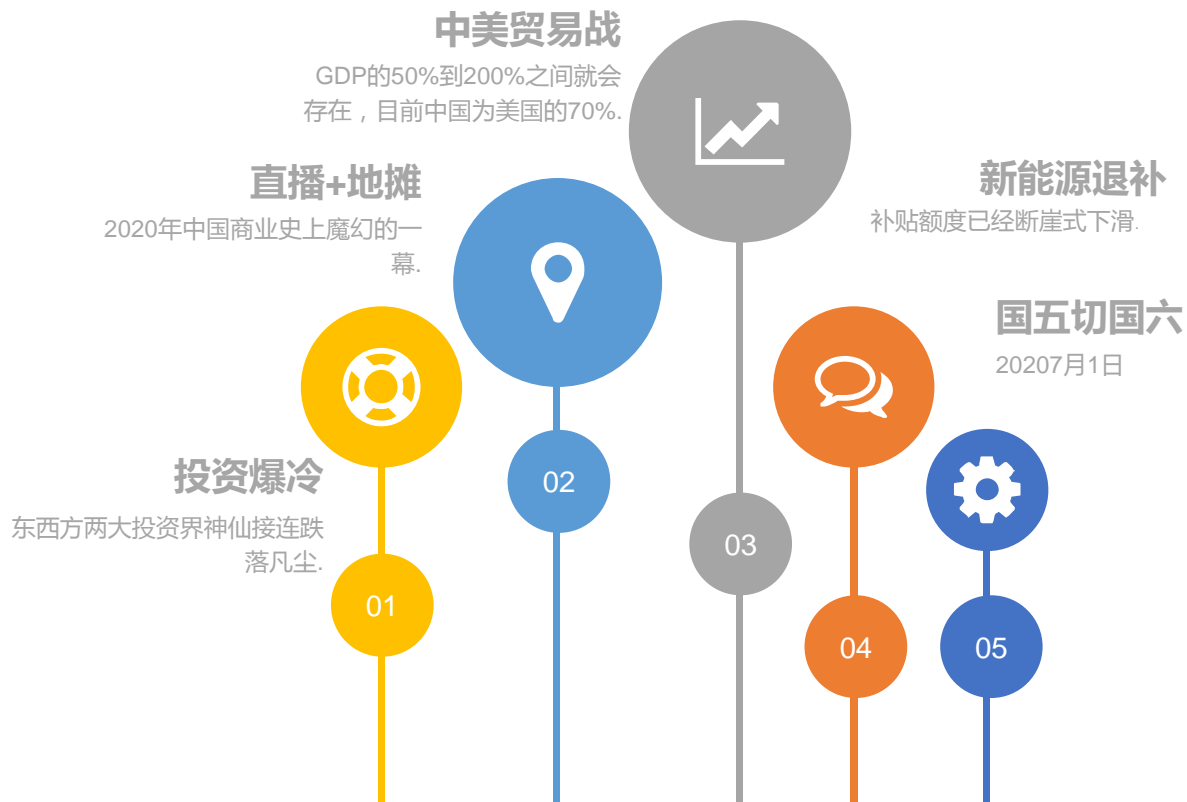 中美贸易战
GDP的50%到200%之间就会
存在，目前中国为美国的70%.
直播+地摊
2020年中国商业史上魔幻的一
幕.
新能源退补
补贴额度已经断崖式下滑.
国五切国六
20207月1日
投资爆冷
东西方两大投资界神仙接连跌
落凡尘.
01
02
03
04
05